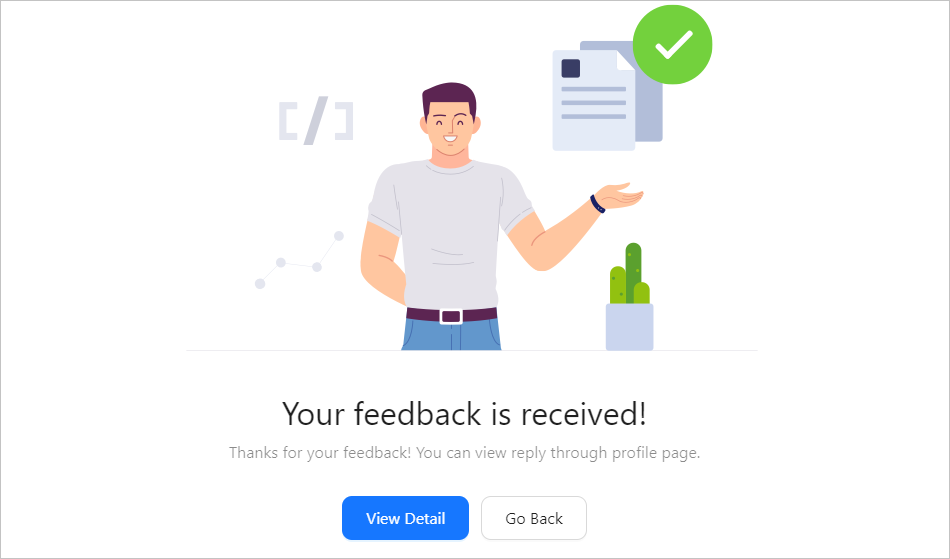 [/]
Your feedback is received!
Thanks for your feedback! You can view reply through profile page.
View Detail
Go Back